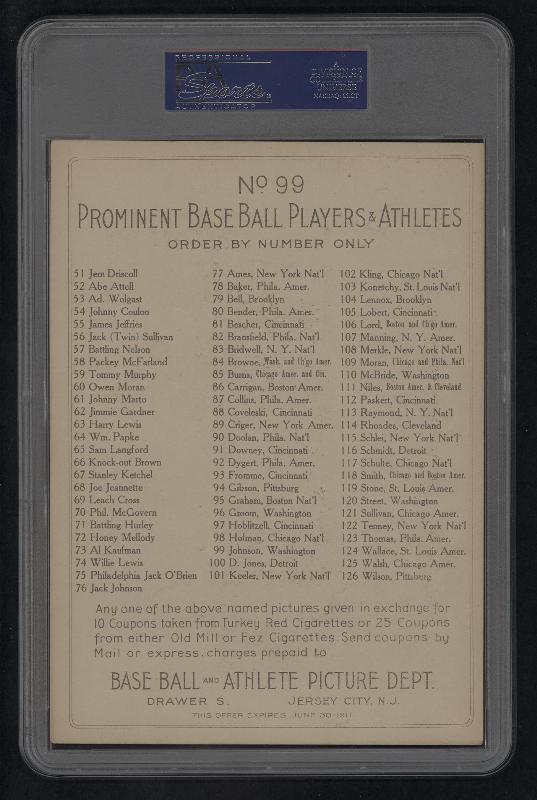 PROFESSIONAL
Sports
AUTHENTICATOR
A
DIVISION OF
COLLECTORS
UNIVERSE
NASDAQ: CLCT
No 99
PROMINENT BASE BALL PLAYERS & ATHLETES
ORDER BY NUMBER ONLY
51 Jem Driscoll
52 Abe Attell
53 Ad. Wolgast
54 Johnny Coulon
55 James Jeffries
56 Jack (Twin) Sullivan
57 Battling Nelson
58 Packey McFarland
59 Tommy Murphy
60 Owen Moran
61 Johnny Marto
62 Jimmie Gardner
63 Harry Lewis
64 Wm. Papke
65 Sam Langford
66 Knock-out Brown
67 Stanley Ketchel
68 Joe Jeannette
69 Leach Cross
70 Phil. McGovern
71 Battling Hurley
72 Honey Mellody
73 Al Kaufman
74 Willie Lewis
75 Philadelphia Jack O'Brien
76 Jack Johnson
77 Ames, New York Nat'l
78 Baker, Phila. Amer.
79 Bell, Brooklyn
80 Bender, Phila. Amer.
81 Bescher, Cincinnati
82 Bransfield, Phila. Nat'l
83 Bridwell, N. Y. Nat'l
84 Browne, Wash. and Ch'go Amer.
85 Burns, Chicago Amer. and Cin.
86 Carrigan, Boston Amer.
87 Collins, Phila. Amer.
88 Coveleski, Cincinnati
89 Criger, New York Amer.
90 Doolan, Phila. Nat'l
91 Downey, Cincinnati
92 Dygert, Phila. Amer.
93 Fromme, Cincinnati
94 Gibson, Pittsburg
95 Graham, Boston Nat'l
96 Groom, Washington
97 Hoblitzell, Cincinnati
98 Hofman, Chicago Nat'l
99 Johnson, Washington
100 D. Jones, Detroit
101 Keeler, New York Nat'l
102 Kling, Chicago Nat'l
103 Konetchy, St. Louis Nat'l
104 Lennox, Brooklyn
105 Lobert, Cincinnati
106 Lord, Boston and Ch'go Amer.
107 Manning, N. Y. Amer.
108 Merkle, New York Nat'l
109 Moran, Chicago and Phila. Nat'l
110 McBride, Washington
111 Niles, Boston Amer. & Cleveland
112 Paskert, Cincinnati
113 Raymond, N. Y. Nat'l
114 Rhoades, Cleveland
115 Schlei, New York Nat'l
116 Schmidt, Detroit
117 Schulte, Chicago Nat'l
118 Smith, Chicago and Boston Amer.
119 Stone, St. Louis Amer.
120 Street, Washington
121 Sullivan, Chicago Amer.
122 Tenney, New York Nat'l
123 Thomas, Phila. Amer.
124 Wallace, St. Louis Amer.
125 Walsh, Chicago Amer.
126 Wilson, Pittsburg
Any one of the above named pictures given in exchange for
10 Coupons taken from Turkey Red Cigarettes or 25 Coupons
from either Old Mill or Fez Cigarettes. Send coupons by
Mail or express, charges prepaid to
BASE BALL AND ATHLETE PICTURE DEPT.
DRAWER S. JERSEY CITY, N.J.
THIS OFFER EXPIRES JUNE 30-1911